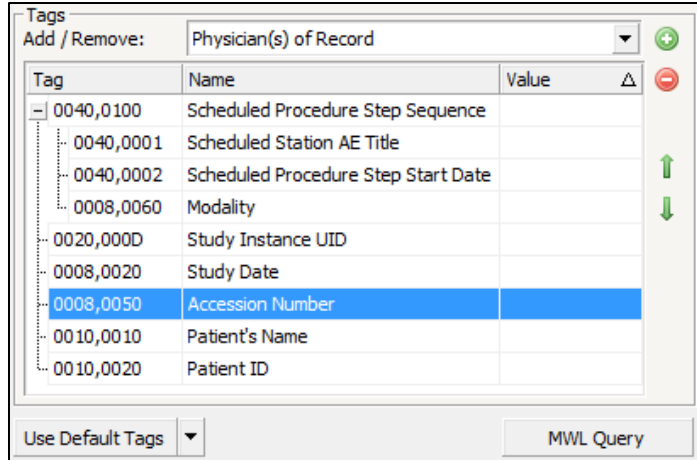 Tags
Add / Remove: Physician(s) of Record
Tag Name Value
0040,0100 Scheduled Procedure Step Sequence
0040,0001 Scheduled Station AE Title
0040,0002 Scheduled Procedure Step Start Date
0008,0060 Modality
0020,000D Study Instance UID
0008,0020 Study Date
0008,0050 Accession Number
0010,0010 Patient's Name
0010,0020 Patient ID
Use Default Tags MWL Query